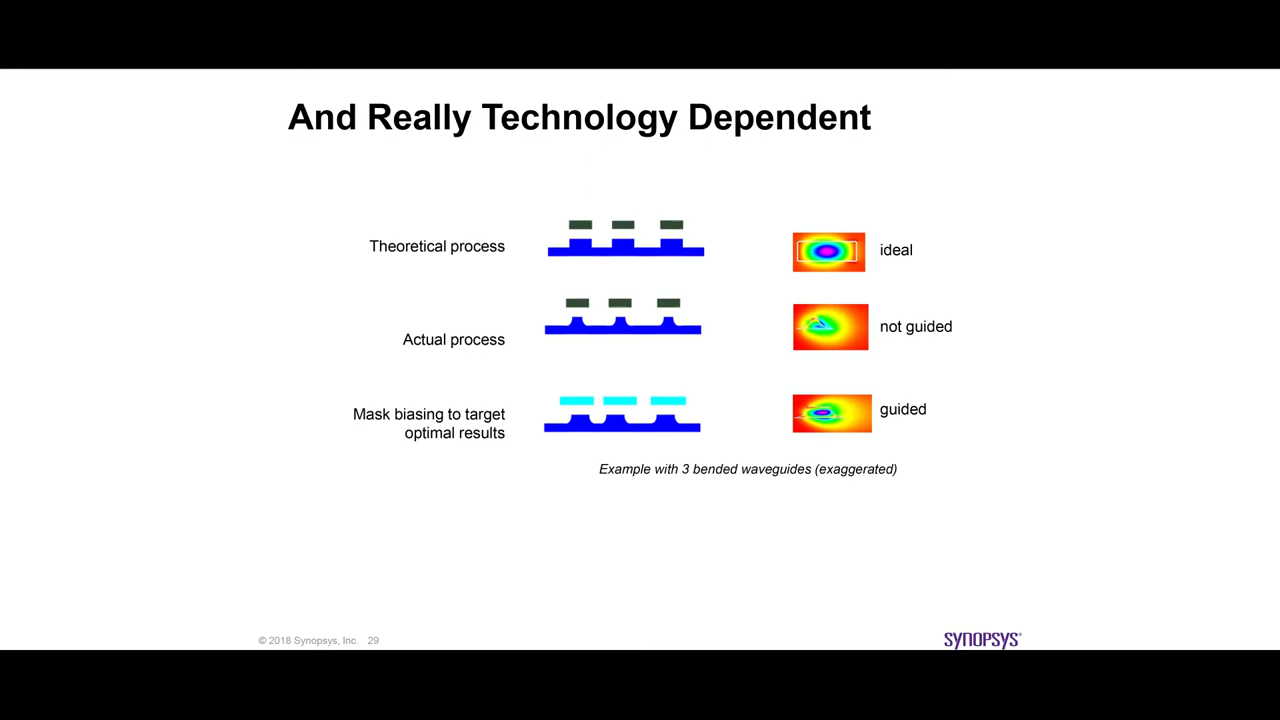 And Really Technology Dependent
Theoretical process
ideal
Actual process
not guided
Mask biasing to target
optimal results
guided
Example with 3 bended waveguides (exaggerated)
© 2018 Synopsys, Inc. 29
SYNOPSYS®